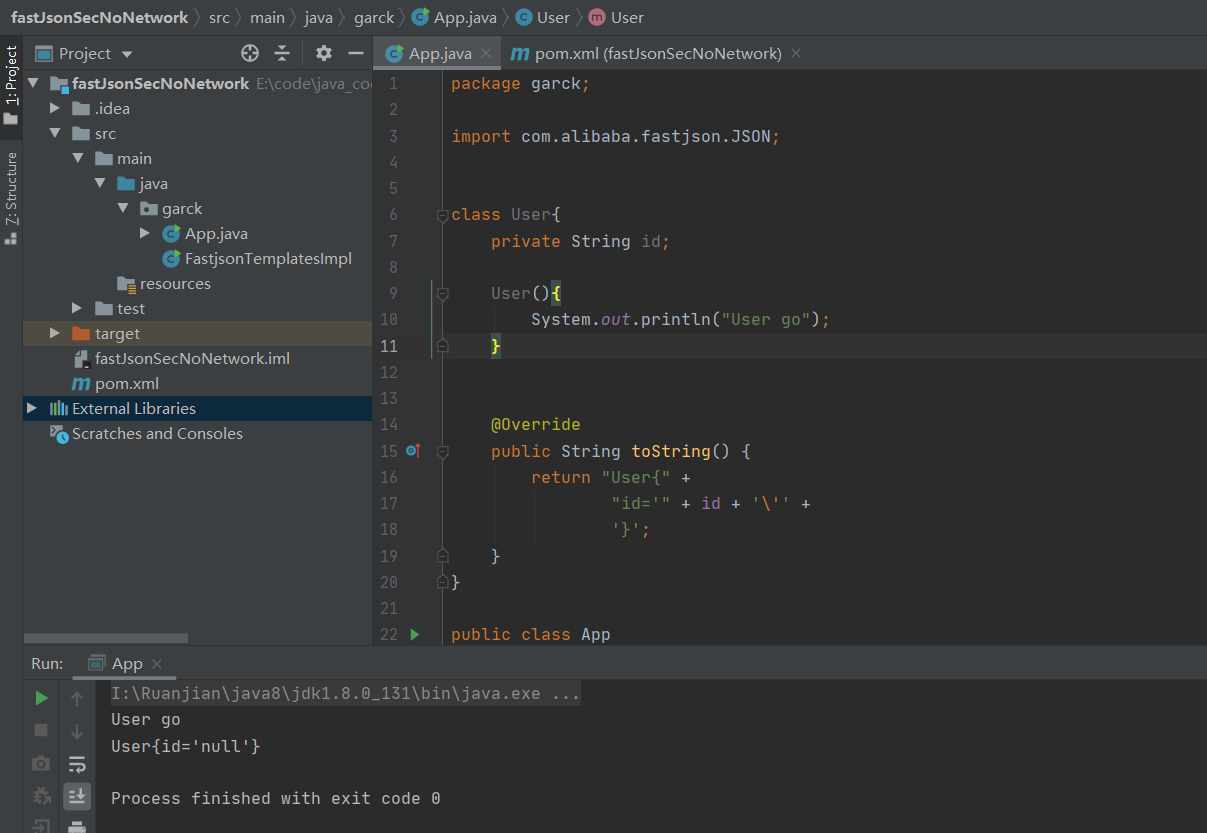 fastJsonSecNoNetwork src main java garck App.java User User
1: Project
Z: Structure
Project
fastJsonSecNoNetwork E:\code\java_co
.idea
src
main
java
garck
App.java
FastjsonTemplatesImpl
resources
test
target
fastJsonSecNoNetwork.iml
pom.xml
External Libraries
Scratches and Consoles
App.java pom.xml (fastJsonSecNoNetwork)
1 package garck;
2
3 import com.alibaba.fastjson.JSON;
4
5
6 class User{
7 private String id;
8
9 User(){
10 System.out.println("User go");
11 }
12
13
14 @Override
15 public String toString() {
16 return "User{" +
17 "id='" + id + '\'' +
18 '}';
19 }
20 }
21
22 public class App
Run: App
I:\Ruanjian\java8\jdk1.8.0_131\bin\java.exe ...
User go
User{id='null'}
Process finished with exit code 0